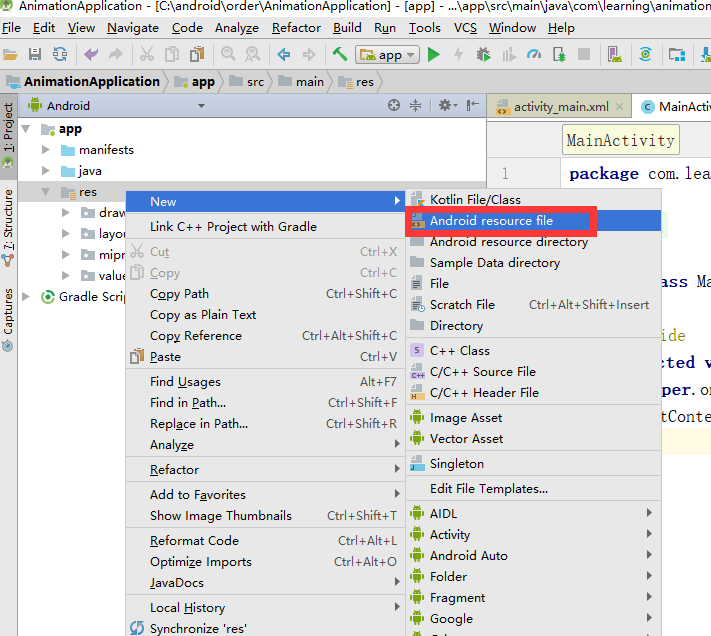 AnimationApplication - [C:\android\order\AnimationApplication] - [app] - ...\app\src\main\java\com\learning\animation
File Edit View Navigate Code Analyze Refactor Build Run Tools VCS Window Help
app
AnimationApplication app src main res
1: Project
7: Structure
Captures
Android
activity_main.xml
MainActiv
app
manifests
java
res
draw
layou
mipr
value
Gradle Scrip
MainActivity
1 package com.lea
ass Ma
ide
cted v
per.on
tConte
New
Link C++ Project with Gradle
Cut Ctrl+X
Copy Ctrl+C
Copy Path Ctrl+Shift+C
Copy as Plain Text
Copy Reference Ctrl+Alt+Shift+C
Paste Ctrl+V
Find Usages Alt+F7
Find in Path... Ctrl+Shift+F
Replace in Path... Ctrl+Shift+R
Analyze
Refactor
Add to Favorites
Show Image Thumbnails Ctrl+Shift+T
Reformat Code Ctrl+Alt+L
Optimize Imports Ctrl+Alt+O
JavaDocs
Local History
Synchronize 'res'
Kotlin File/Class
Android resource file
Android resource directory
Sample Data directory
File
Scratch File Ctrl+Alt+Shift+Insert
Directory
C++ Class
C/C++ Source File
C/C++ Header File
Image Asset
Vector Asset
Singleton
Edit File Templates...
AIDL
Activity
Android Auto
Folder
Fragment
Google